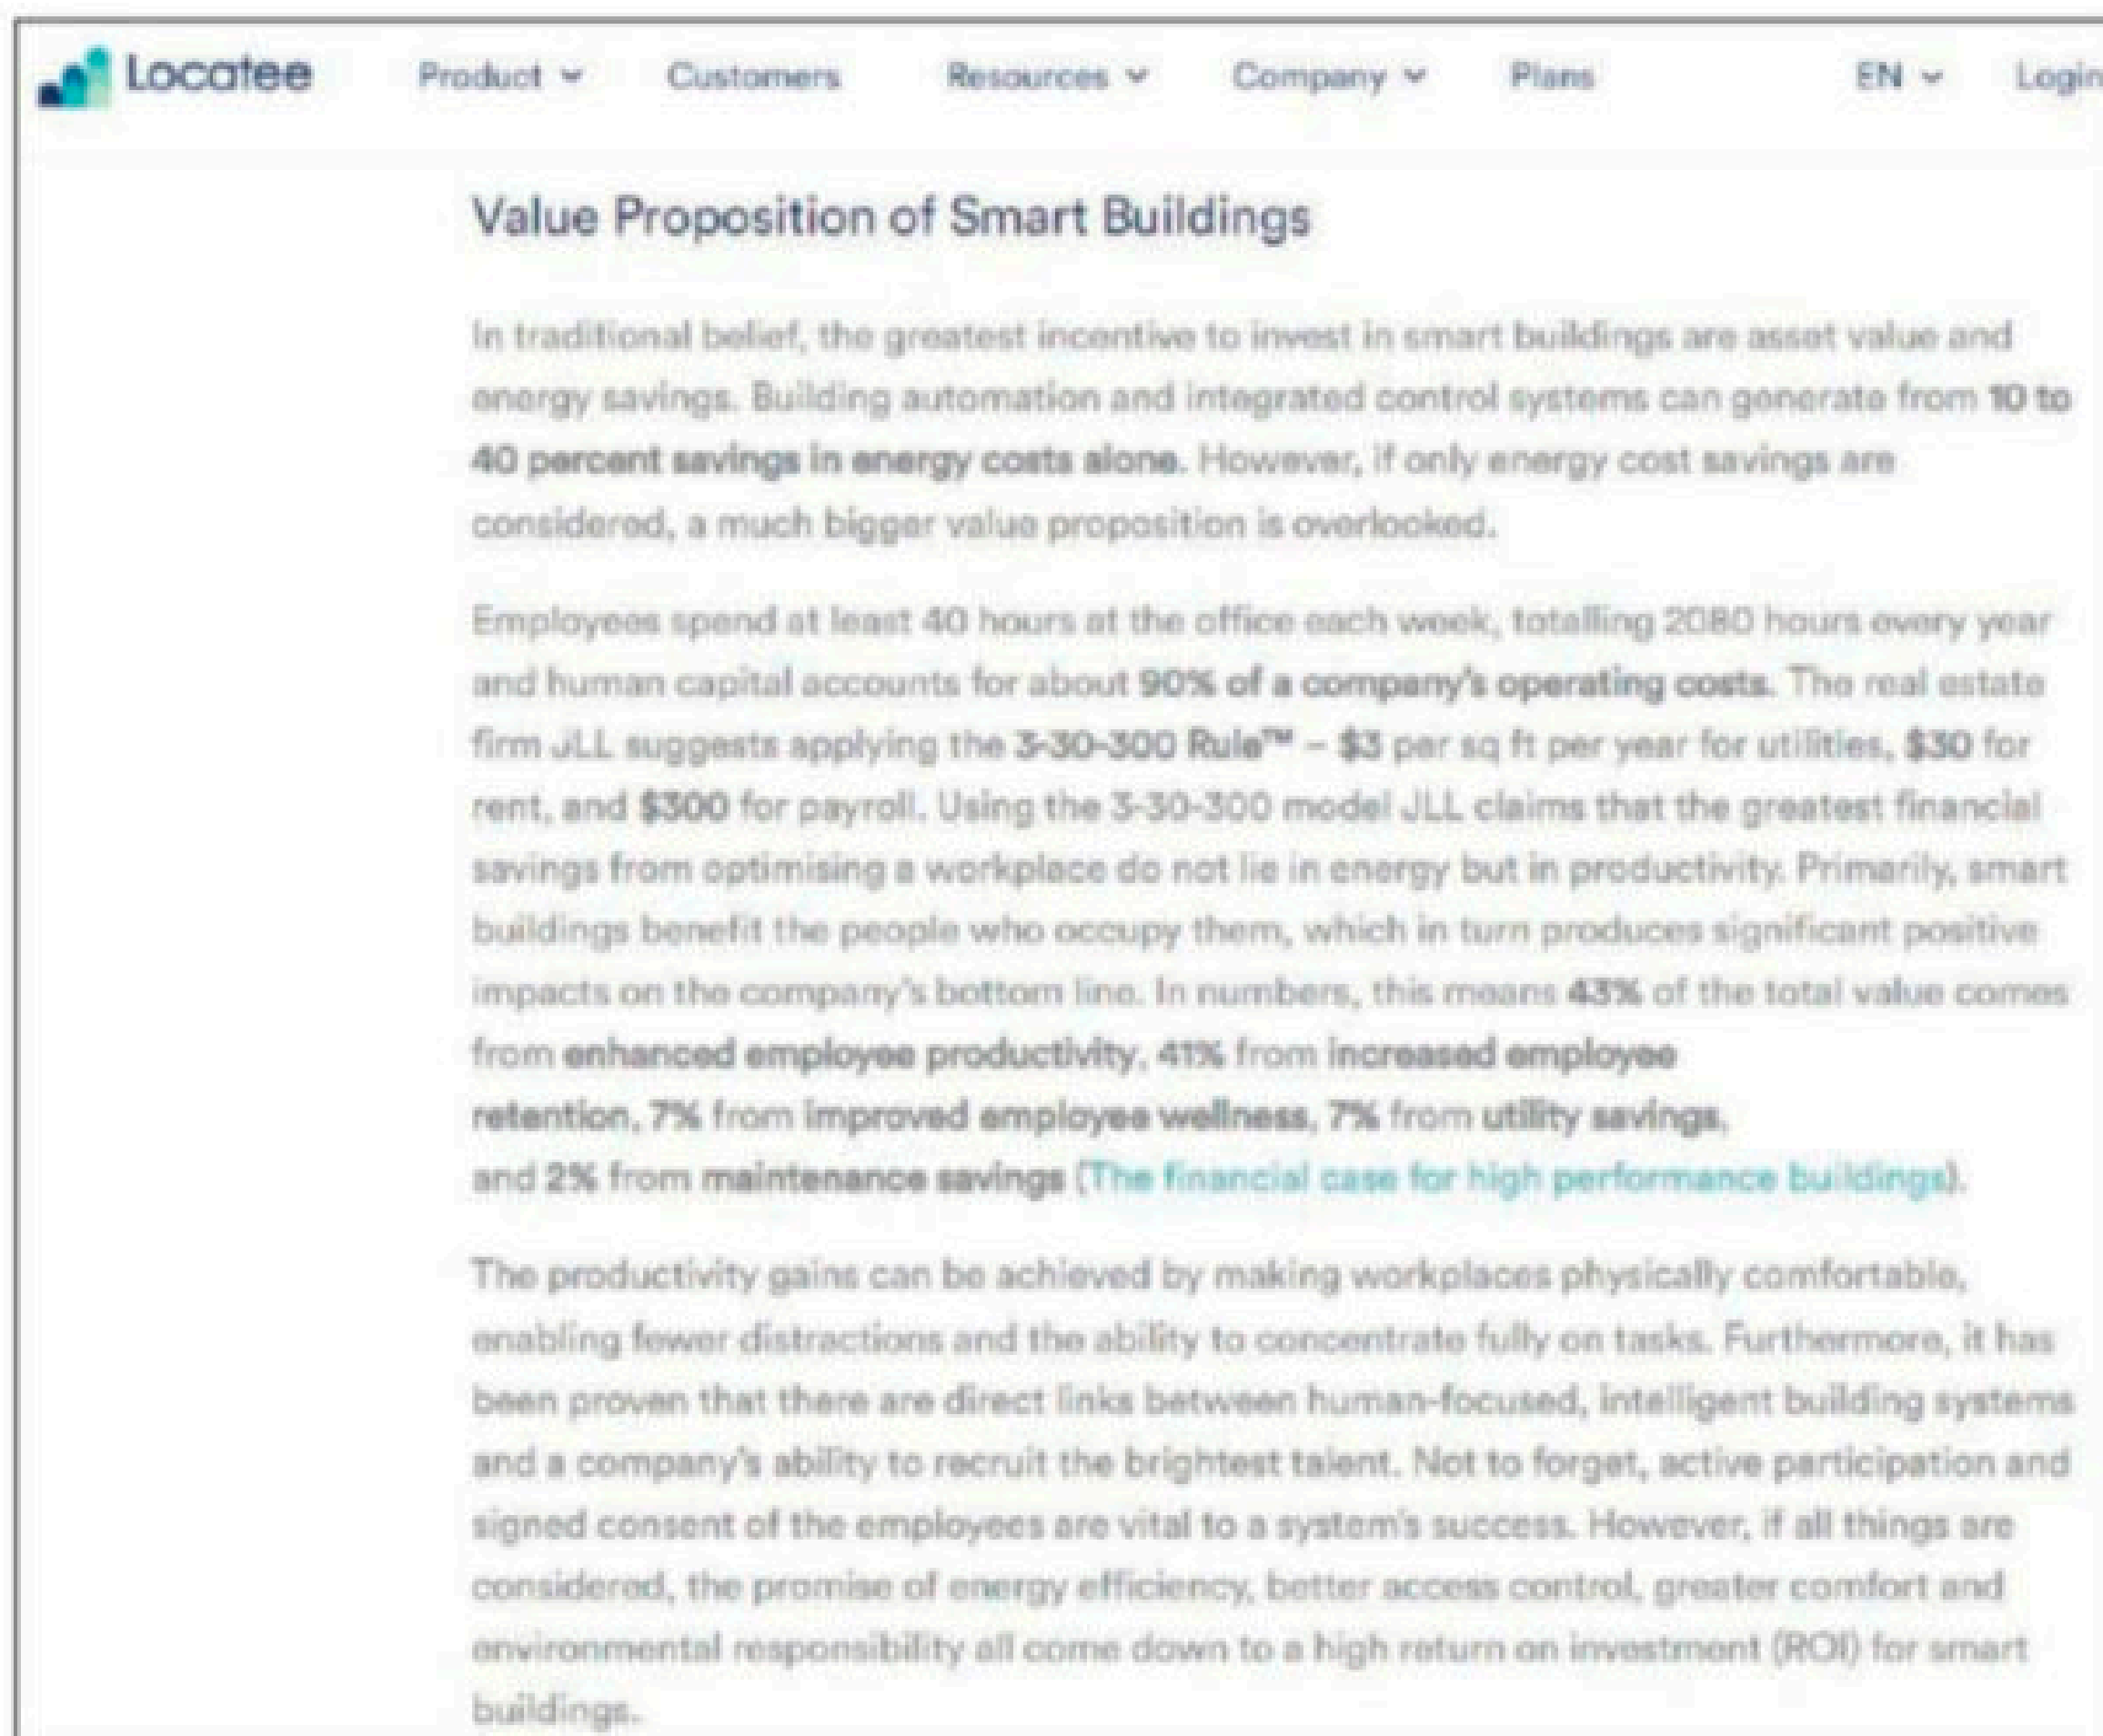 Locatee Product Customers Resources Company Plans EN Login
Value Proposition of Smart Buildings
In traditional belief, the greatest incentive to invest in smart buildings are asset value and
energy savings. Building automation and integrated control systems can generate from 10 to
40 percent savings in energy costs alone. However, if only energy cost savings are
considered, a much bigger value proposition is overlooked.
Employees spend at least 40 hours at the office each week, totalling 2080 hours every year
and human capital accounts for about 90% of a company's operating costs. The real estate
firm JLL suggests applying the 3-30-300 Rule™ – $3 per sq ft per year for utilities, $30 for
rent, and $300 for payroll. Using the 3-30-300 model JLL claims that the greatest financial
savings from optimising a workplace do not lie in energy but in productivity. Primarily, smart
buildings benefit the people who occupy them, which in turn produces significant positive
impacts on the company's bottom line. In numbers, this means 43% of the total value comes
from enhanced employee productivity, 41% from increased employee
retention, 7% from improved employee wellness, 7% from utility savings,
and 2% from maintenance savings (The financial case for high performance buildings).
The productivity gains can be achieved by making workplaces physically comfortable,
enabling fewer distractions and the ability to concentrate fully on tasks. Furthermore, it has
been proven that there are direct links between human-focused, intelligent building systems
and a company's ability to recruit the brightest talent. Not to forget, active participation and
signed consent of the employees are vital to a system's success. However, if all things are
considered, the promise of energy efficiency, better access control, greater comfort and
environmental responsibility all come down to a high return on investment (ROI) for smart
buildings.